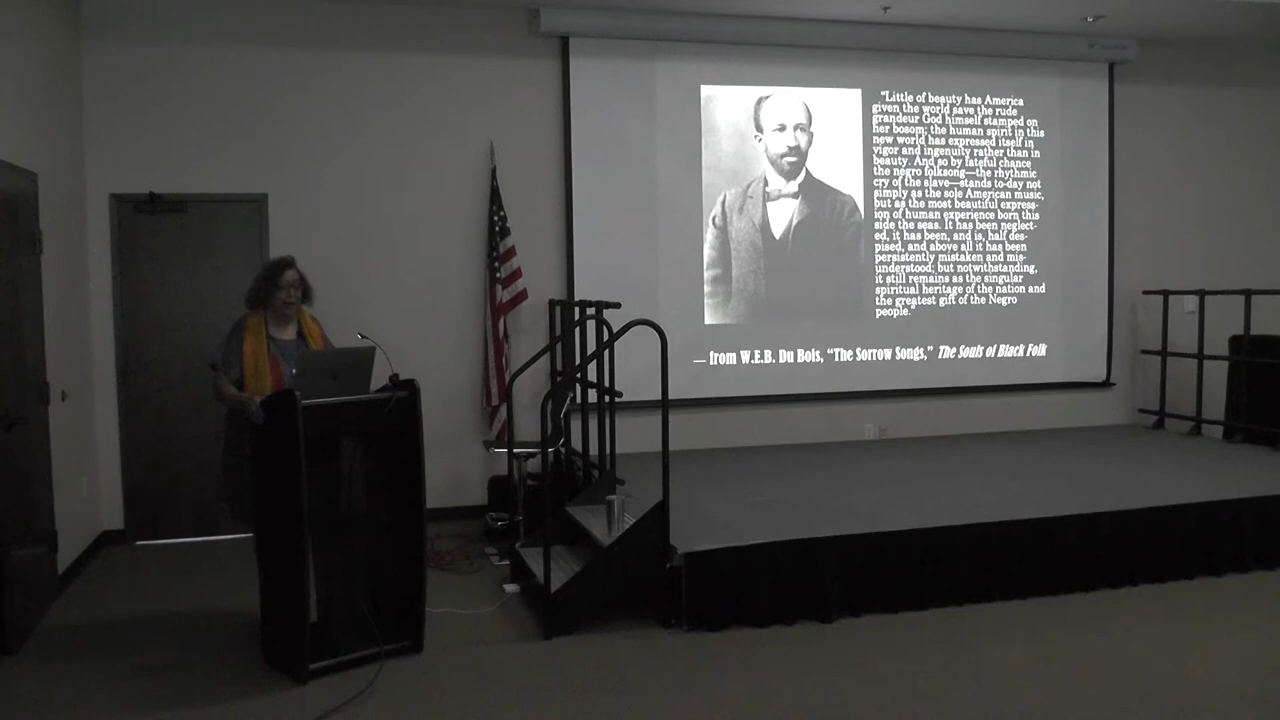 "Little of beauty has America
given the world save the rude
grandeur God himself stamped on
her bosom; the human spirit in this
new world has expressed itself in
vigor and ingenuity rather than in
beauty. And so by fateful chance
the negro folksong—the rhythmic
cry of the slave—stands to-day not
simply as the sole American music,
but as the most beautiful express-
ion of human experience born this
side the seas. It has been neglect-
ed, it has been, and is, half des-
pised, and above all it has been
persistently mistaken and mis-
understood; but notwithstanding,
it still remains as the singular
spiritual heritage of the nation and
the greatest gift of the Negro
people."
— from W.E.B. Du Bois, "The Sorrow Songs," The Souls of Black Folk